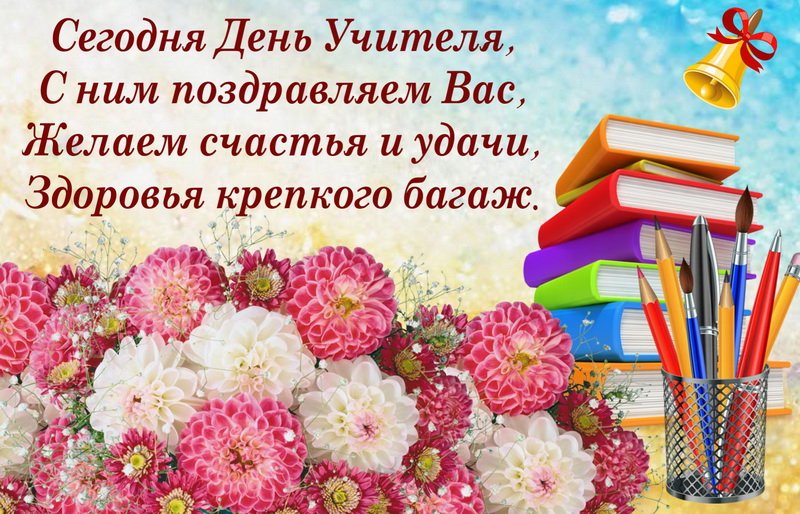 Сегодня День Учителя,
С ним поздравляем Вас,
Желаем счастья и удачи,
Здоровья крепкого багаж.